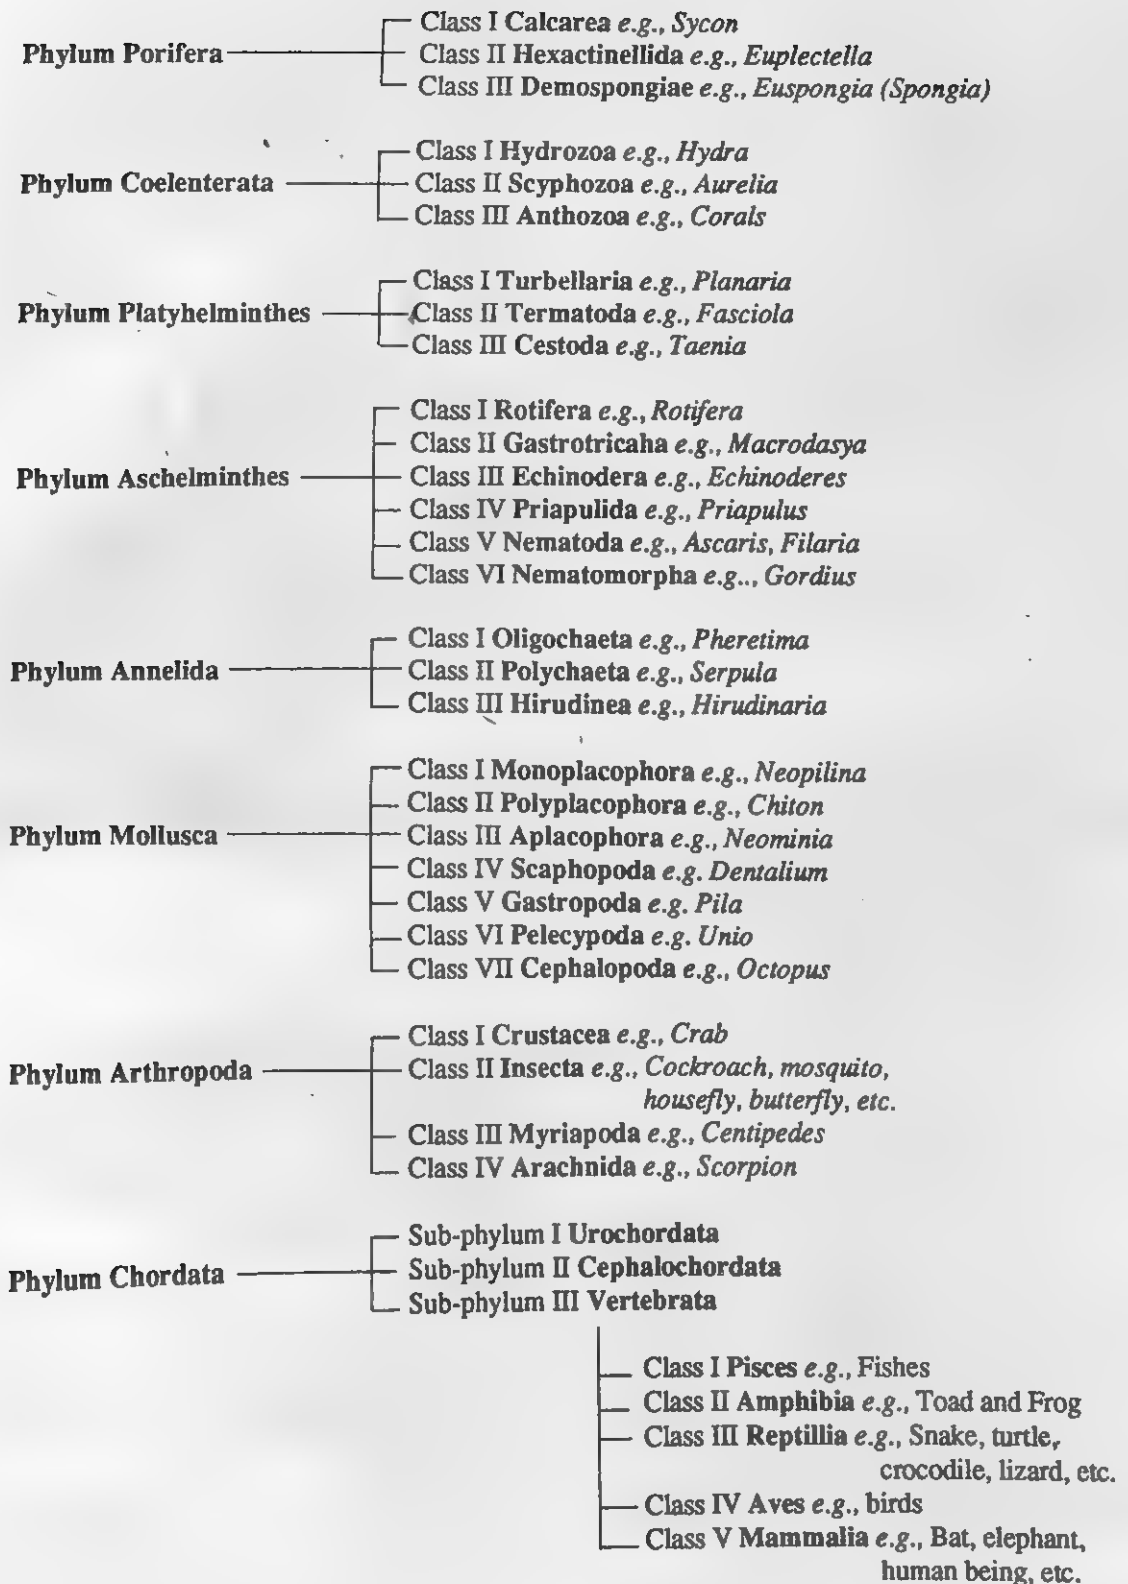 Phylum Porifera
Class I Calcarea e.g., Sycon
Class II Hexactinellida e.g., Euplectella
Class III Demospongiae e.g., Euspongia (Spongia)
Phylum Coelenterata
Class I Hydrozoa e.g., Hydra
Class II Scyphozoa e.g., Aurelia
Class III Anthozoa e.g., Corals
Phylum Platyhelminthes
Class I Turbellaria e.g., Planaria
Class II Termatoda e.g., Fasciola
Class III Cestoda e.g., Taenia
Phylum Aschelminthes
Class I Rotifera e.g., Rotifera
Class II Gastrotricaha e.g., Macrodasya
Class III Echinodera e.g., Echinoderes
Class IV Priapulida e.g., Priapulus
Class V Nematoda e.g., Ascaris, Filaria
Class VI Nematomorpha e.g.., Gordius
Phylum Annelida
Class I Oligochaeta e.g., Pheretima
Class II Polychaeta e.g., Serpula
Class III Hirudinea e.g., Hirudinaria
Phylum Mollusca
Class I Monoplacophora e.g., Neopilina
Class II Polyplacophora e.g., Chiton
Class III Aplacophora e.g., Neominia
Class IV Scaphopoda e.g. Dentalium
Class V Gastropoda e.g. Pila
Class VI Pelecypoda e.g. Unio
Class VII Cephalopoda e.g., Octopus
Phylum Arthropoda
Class I Crustacea e.g., Crab
Class II Insecta e.g., Cockroach, mosquito,
housefly, butterfly, etc.
Class III Myriapoda e.g., Centipedes
Class IV Arachnida e.g., Scorpion
Phylum Chordata
Sub-phylum I Urochordata
Sub-phylum II Cephalochordata
Sub-phylum III Vertebrata
Class I Pisces e.g., Fishes
Class II Amphibia e.g., Toad and Frog
Class III Reptillia e.g., Snake, turtle,
crocodile, lizard, etc.
Class IV Aves e.g., birds
Class V Mammalia e.g., Bat, elephant,
human being, etc.